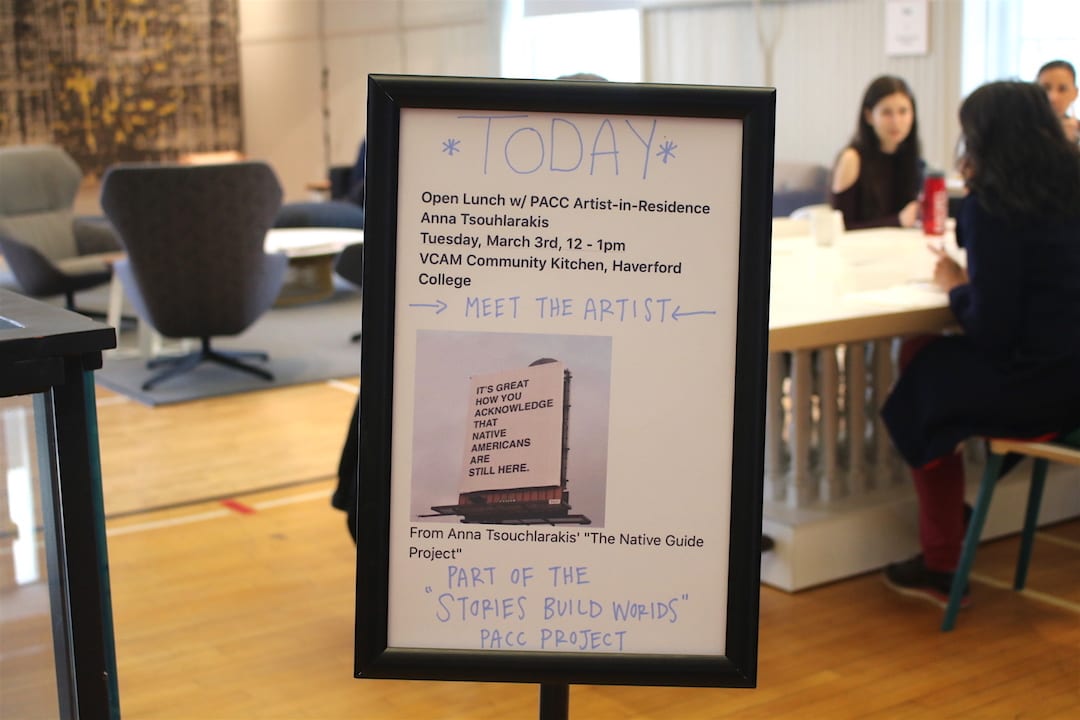 * TODAY *
Open Lunch w/ PACC Artist-in-Residence
Anna Tsouhlarakis
Tuesday, March 3rd, 12 - 1pm
VCAM Community Kitchen, Haverford
College
→ MEET THE ARTIST ←
IT'S GREAT
HOW YOU
ACKNOWLEDGE
THAT
NATIVE
AMERICANS
ARE
STILL HERE.
From Anna Tsouchlarakis' "The Native Guide
Project"
PART OF THE
"STORIES BUILD WORLDS"
PACC PROJECT